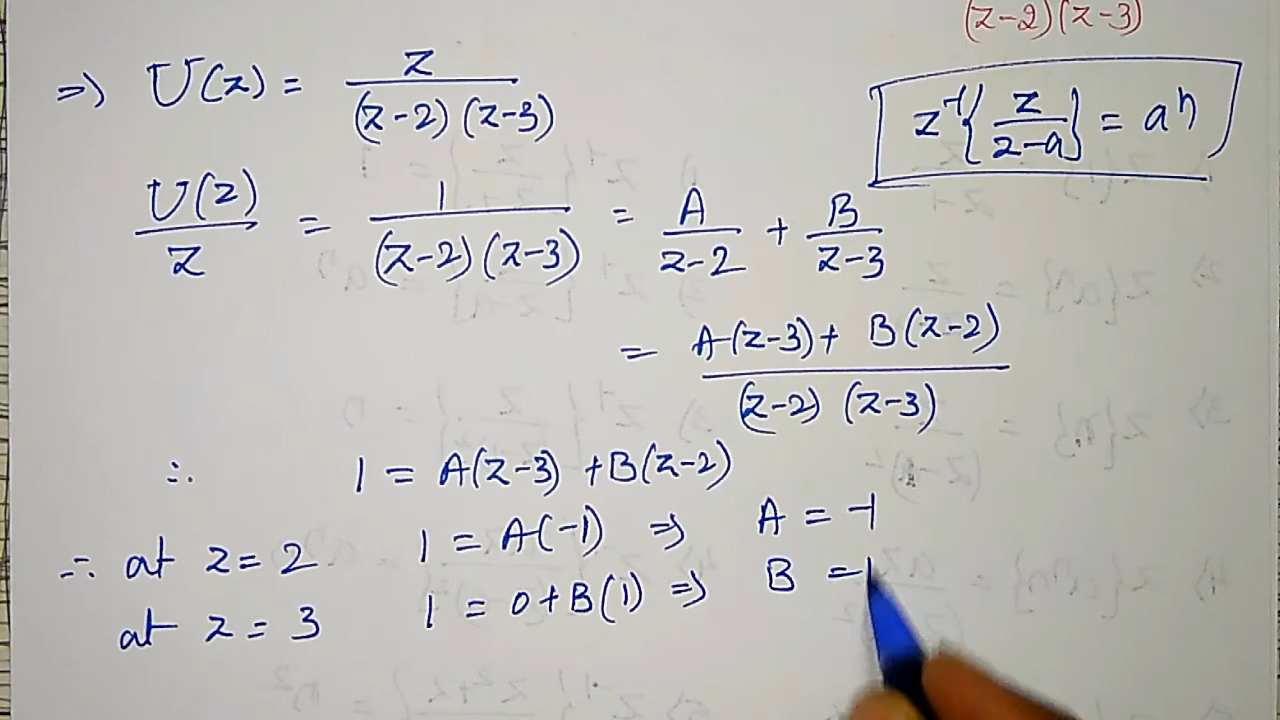 (z-2)(z-3)
⇒ U(z) = z / (z-2)(z-3)
z⁻¹{z / z-a} = aⁿ
U(z) / z = 1 / (z-2)(z-3) = A / z-2 + B / z-3
= A(z-3) + B(z-2) / (z-2)(z-3)
∴ 1 = A(z-3) + B(z-2)
∴ at z = 2 1 = A(-1) ⇒ A = -1
at z = 3 1 = 0 + B(1) ⇒ B = 1